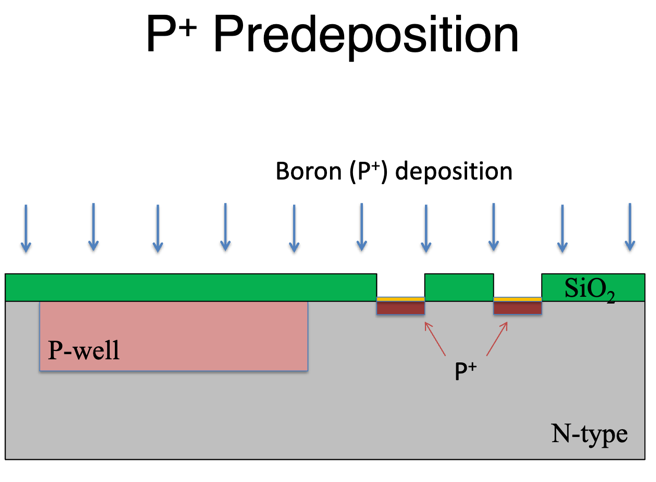 P⁺ Predeposition
Boron (P⁺) deposition
SiO₂
P-well
P⁺
N-type